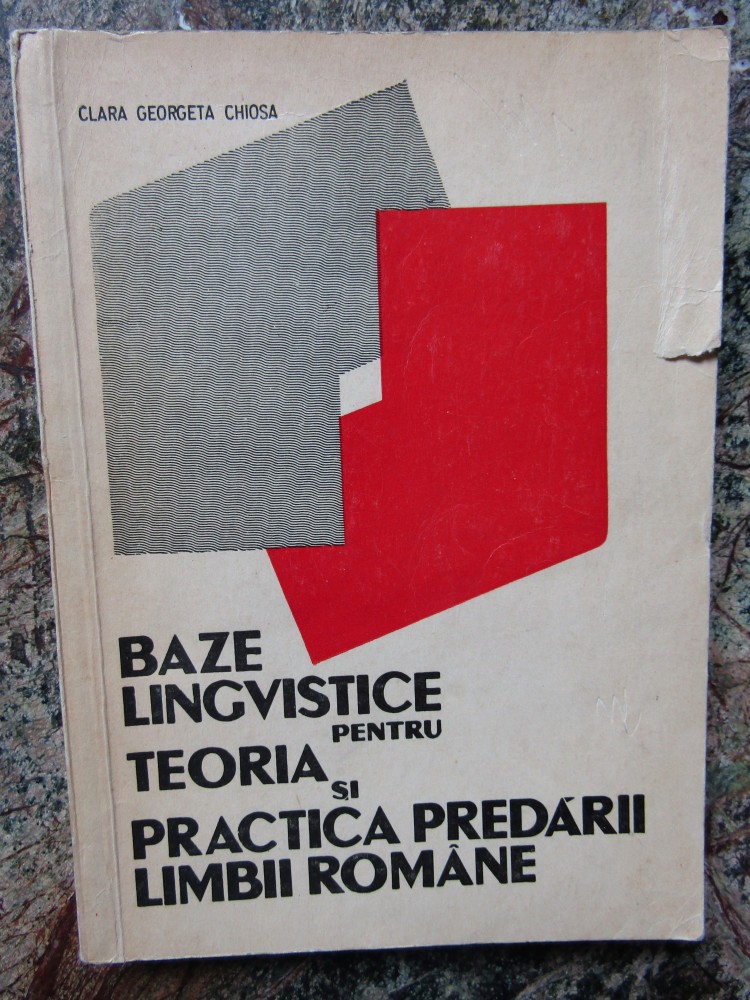 CLARA GEORGETA CHIOSA
BAZE
LINGVISTICE
PENTRU
TEORIA
ȘI
PRACTICA PREDĂRII
LIMBII ROMÂNE